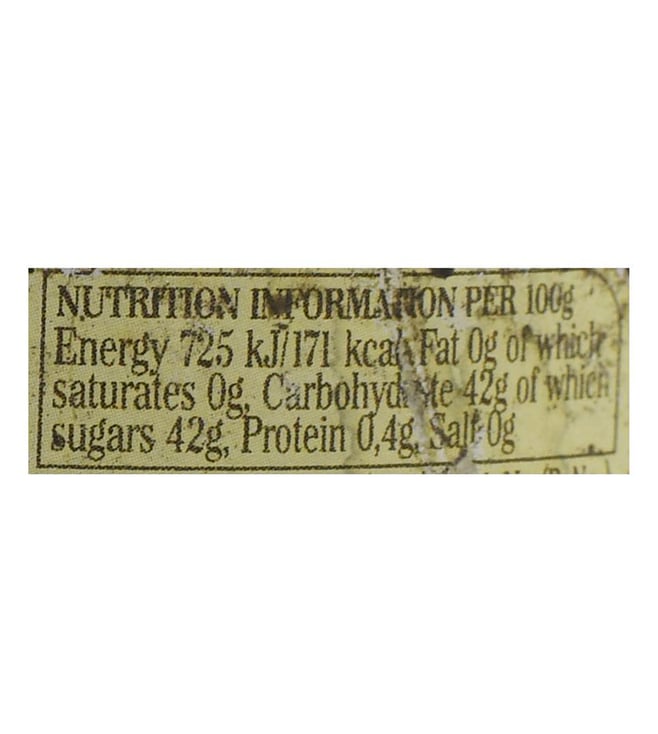 NUTRITION INFORMATION PER 100g
Energy 725 kJ/171 kcal, Fat 0g of which
saturates 0g, Carbohydrate 42g of which
sugars 42g, Protein 0,4g, Salt 0g